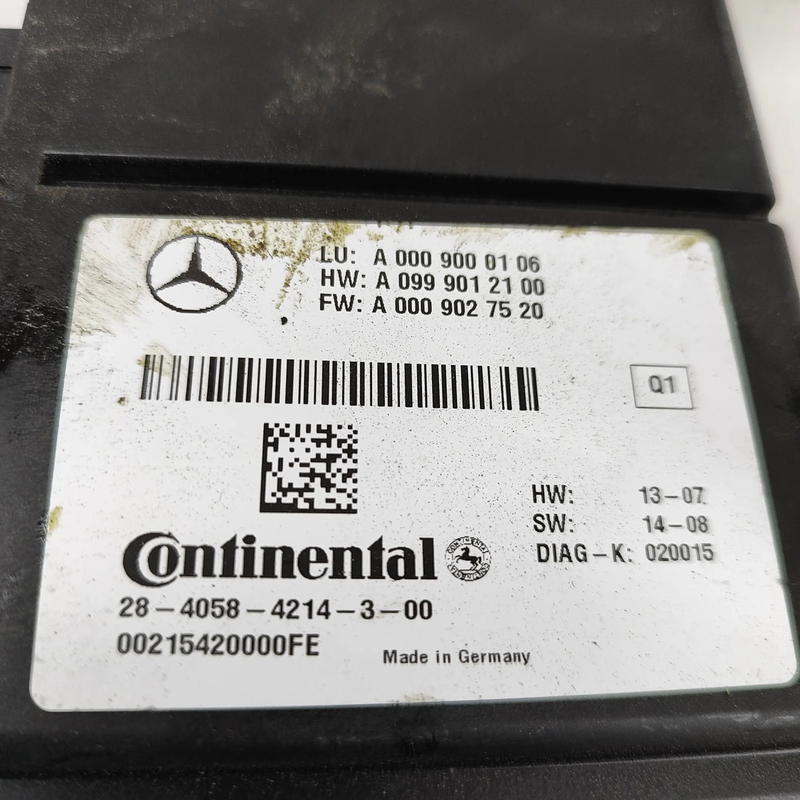 LU: A 000 900 01 06
HW: A 099 901 21 00
FW: A 000 902 75 20
Q1
HW: 13-07
SW: 14-08
DIAG-K: 020015
Continental
28-4058-4214-3-00
00215420000FE
Made in Germany